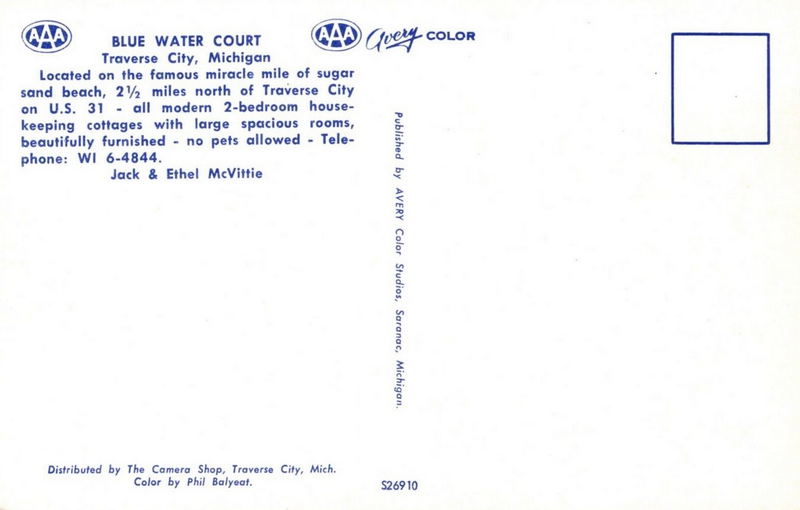 AAA
AAA
Avery COLOR
BLUE WATER COURT
Traverse City, Michigan
Located on the famous miracle mile of sugar
sand beach, 2½ miles north of Traverse City
on U.S. 31 - all modern 2-bedroom house-
keeping cottages with large spacious rooms,
beautifully furnished - no pets allowed - Tele-
phone: WI 6-4844.
Jack & Ethel McVittie
Published by AVERY Color Studios, Saranac, Michigan.
Distributed by The Camera Shop, Traverse City, Mich.
Color by Phil Balyeat.
S26910